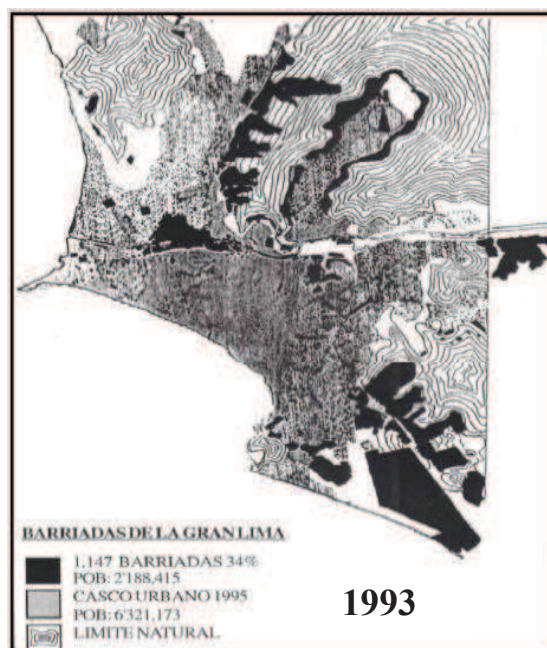 BARRIADAS DE LA GRAN LIMA
1,147 BARRIADAS 34%
POB: 2'188,415
CASCO URBANO 1995
POB: 6'321,173
LIMITE NATURAL
1993